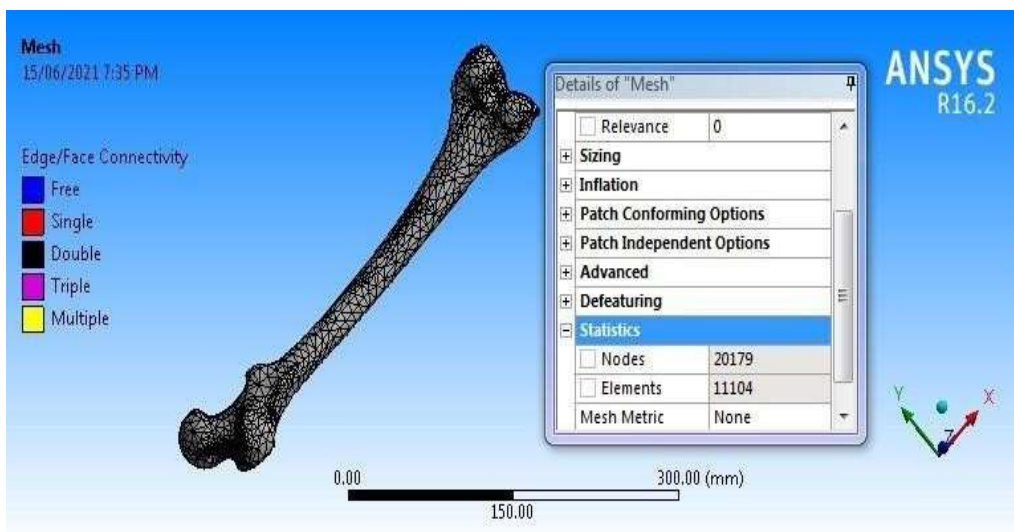 Mesh
15/06/2021 7:35 PM
Edge/Face Connectivity
Free
Single
Double
Triple
Multiple
Details of "Mesh"
Relevance 0
Sizing
Inflation
Patch Conforming Options
Patch Independent Options
Advanced
Defeaturing
Statistics
Nodes 20179
Elements 11104
Mesh Metric None
ANSYS
R16.2
Y X
Z
0.00 300.00 (mm)
150.00